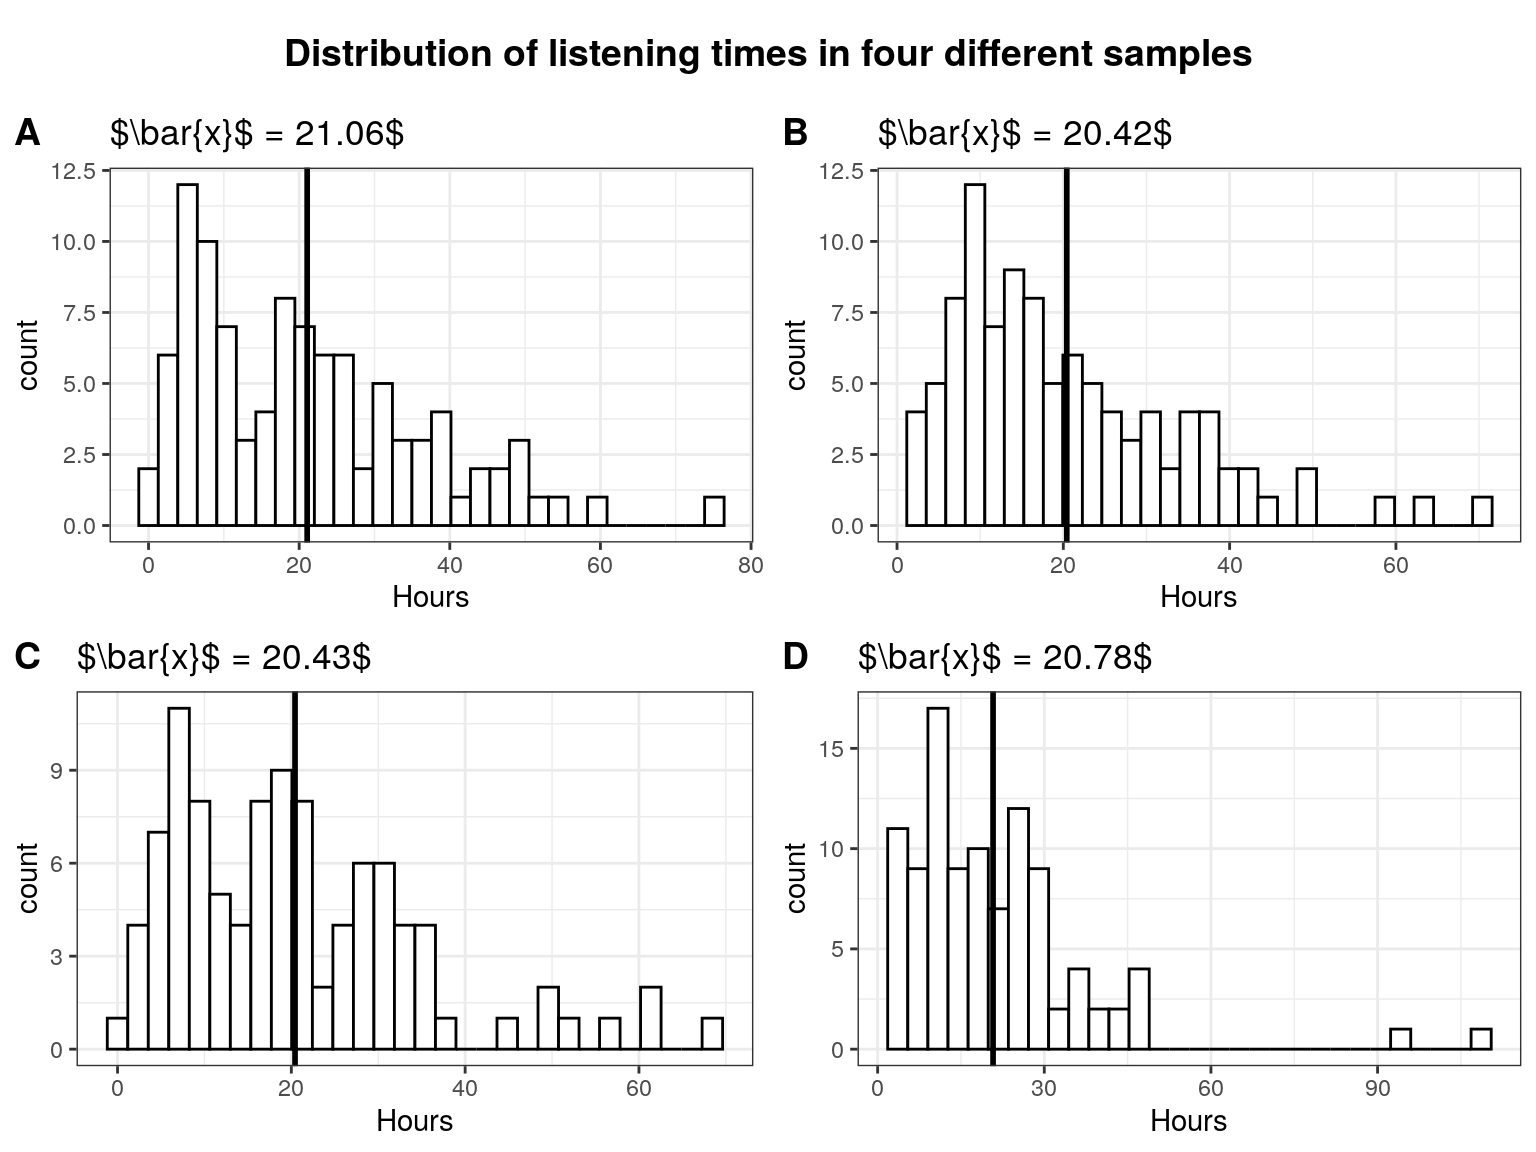 Distribution of listening times in four different samples
A
$\bar{x}$ = 21.06$
12.5
10.0
7.5
5.0
2.5
0.0
count
0 20 40 60 80
Hours
B
$\bar{x}$ = 20.42$
12.5
10.0
7.5
5.0
2.5
0.0
count
0 20 40 60
Hours
C
$\bar{x}$ = 20.43$
9
6
3
0
count
0 20 40 60
Hours
D
$\bar{x}$ = 20.78$
15
10
5
0
count
0 30 60 90
Hours